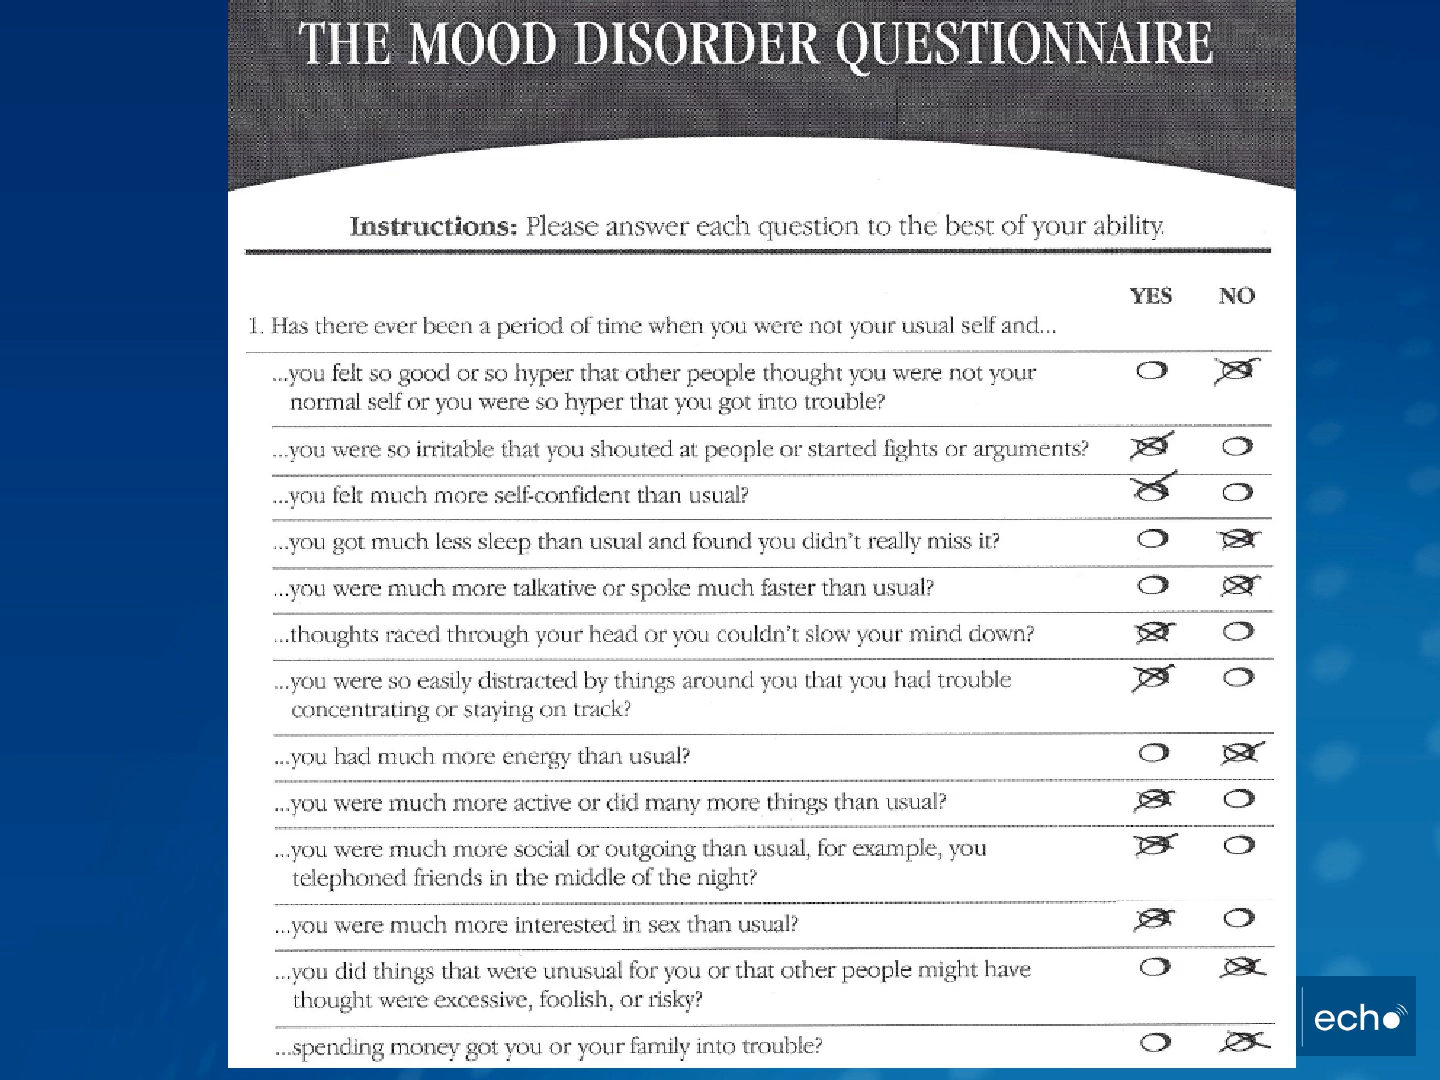 THE MOOD DISORDER QUESTIONNAIRE
Instructions: Please answer each question to the best of your ability.
YES NO
1. Has there ever been a period of time when you were not your usual self and...
...you felt so good or so hyper that other people thought you were not your
normal self or you were so hyper that you got into trouble?
...you were so irritable that you shouted at people or started fights or arguments?
...you felt much more self-confident than usual?
...you got much less sleep than usual and found you didn't really miss it?
...you were much more talkative or spoke much faster than usual?
...thoughts raced through your head or you couldn't slow your mind down?
...you were so easily distracted by things around you that you had trouble
concentrating or staying on track?
...you had much more energy than usual?
...you were much more active or did many more things than usual?
...you were much more social or outgoing than usual, for example, you
telephoned friends in the middle of the night?
...you were much more interested in sex than usual?
...you did things that were unusual for you or that other people might have
thought were excessive, foolish, or risky?
...spending money got you or your family into trouble?
echo